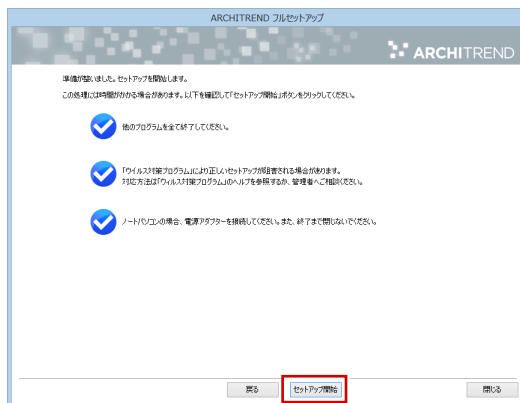 ARCHITREND フルセットアップ
ARCHITREND
準備が整いました。セットアップを開始します。
この処理には時間がかかる場合があります。以下を確認して「セットアップ開始」ボタンをクリックしてください。
他のプログラムを全て終了してください。
「ウイルス対策プログラム」により正しいセットアップが阻害される場合があります。
対応方法は「ウィルス対策プログラム」のヘルプを参照するか、管理者へご相談ください。
ノートパソコンの場合、電源アダプターを接続してください。また、終了まで閉じないでください。
戻る
セットアップ開始
閉じる